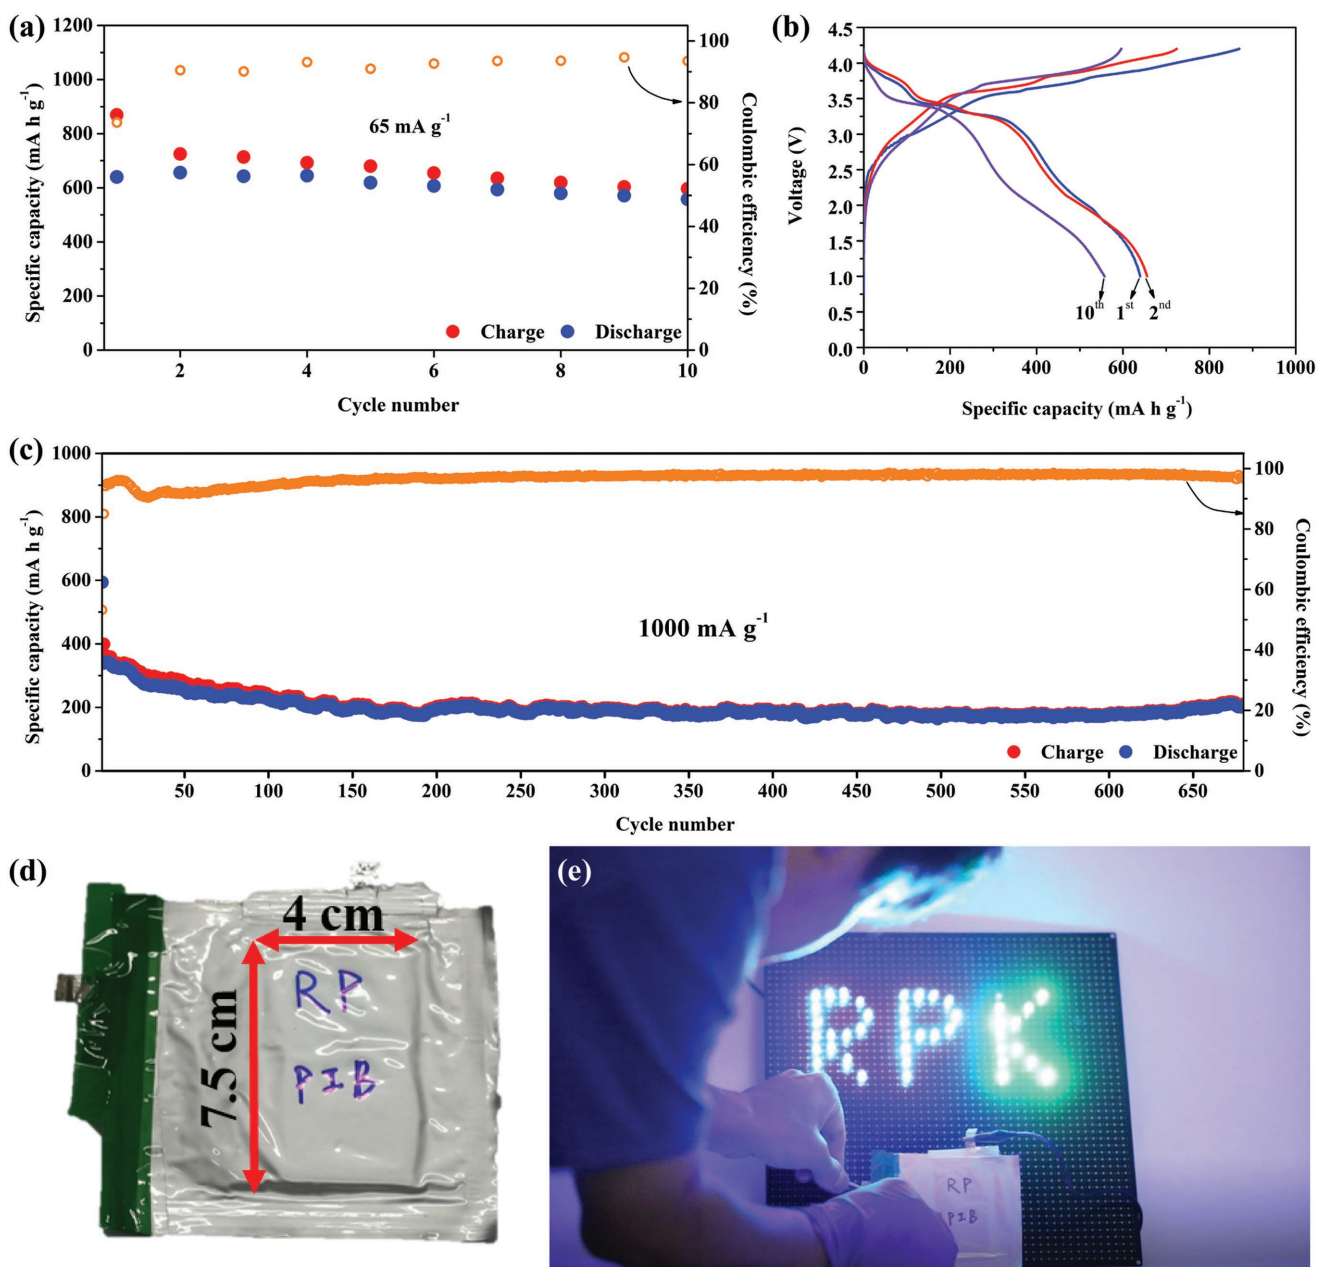 (a)
1200
1000
800
600
400
200
0
Specific capacity (mA h g⁻¹)
2
4
6
8
10
Cycle number
100
80
60
40
20
0
Coulombic efficiency (%)
65 mA g⁻¹
Charge
Discharge
(b)
4.5
4.0
3.5
3.0
2.5
2.0
1.5
1.0
0.0
Voltage (V)
0
200
400
600
800
1000
Specific capacity (mA h g⁻¹)
10th
1st
2nd
(c)
1000
800
600
400
200
0
Specific capacity (mA h g⁻¹)
50
100
150
200
250
300
350
400
450
500
550
600
650
Cycle number
100
80
60
40
20
0
Coulombic efficiency (%)
1000 mA g⁻¹
Charge
Discharge
(d)
4 cm
7.5 cm
RP
PIB
(e)
RPK
RP
PIB